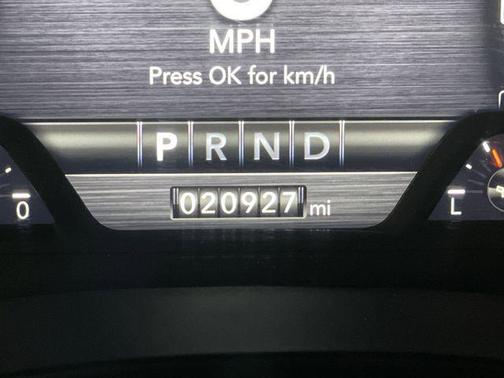 MPH
Press OK for km/h
P R N D
020927 mi
0
L